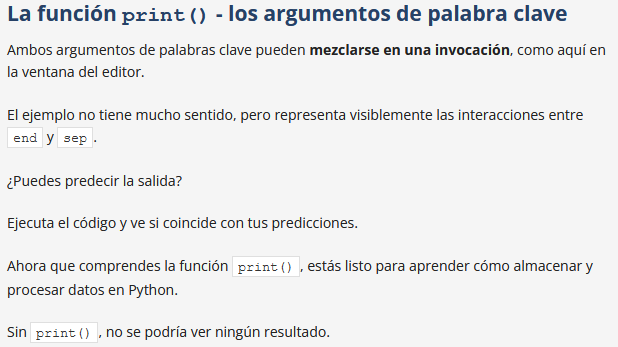 La función print() - los argumentos de palabra clave
Ambos argumentos de palabras clave pueden mezclarse en una invocación, como aquí en
la ventana del editor.
El ejemplo no tiene mucho sentido, pero representa visiblemente las interacciones entre
end y sep.
¿Puedes predecir la salida?
Ejecuta el código y ve si coincide con tus predicciones.
Ahora que comprendes la función print(), estás listo para aprender cómo almacenar y
procesar datos en Python.
Sin print(), no se podría ver ningún resultado.